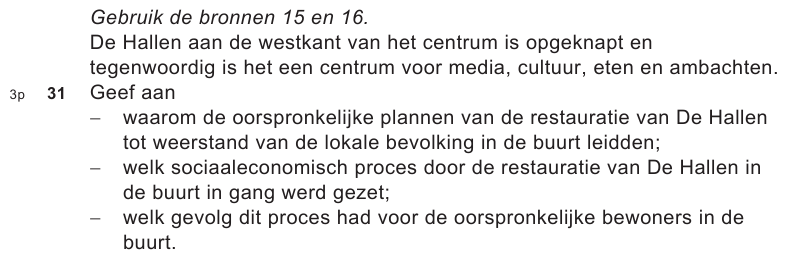 Gebruik de bronnen 15 en 16.
De Hallen aan de westkant van het centrum is opgeknapt en
tegenwoordig is het een centrum voor media, cultuur, eten en ambachten.
3p 31 Geef aan
– waarom de oorspronkelijke plannen van de restauratie van De Hallen
tot weerstand van de lokale bevolking in de buurt leidden;
– welk sociaaleconomisch proces door de restauratie van De Hallen in
de buurt in gang werd gezet;
– welk gevolg dit proces had voor de oorspronkelijke bewoners in de
buurt.